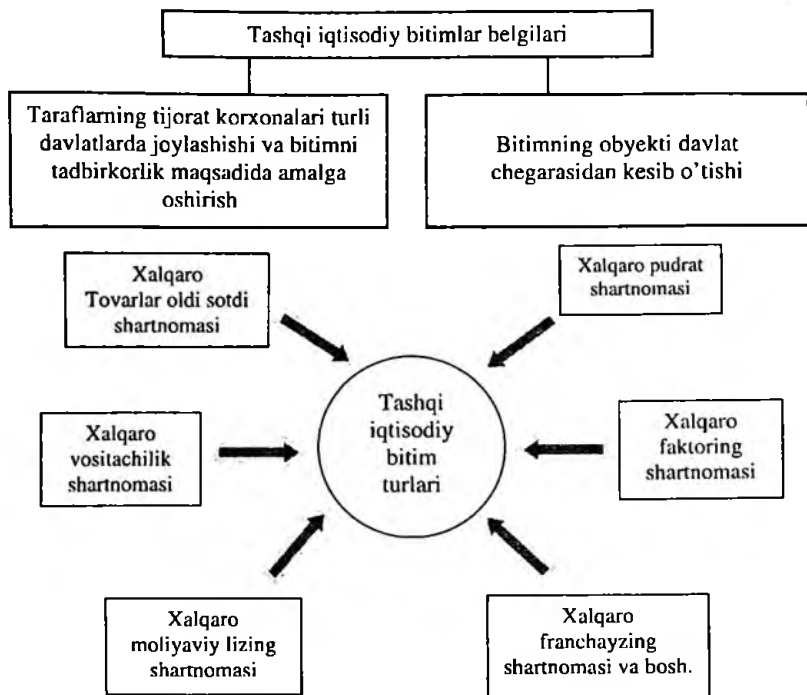 Tashqi iqtisodiy bitimlar belgilari
Taraflarning tijorat korxonalari turli
davlatlarda joylashishi va bitimni
tadbirkorlik maqsadida amalga
oshirish
Bitimning obyekti davlat
chegarasidan kesib o'tishi
Xalqaro
Tovarlar oldi sotdi
shartnomasi
Xalqaro pudrat
shartnomasi
Tashqi
iqtisodiy
bitim
turlari
Xalqaro
vositachilik
shartnomasi
Xalqaro
faktoring
shartnomasi
Xalqaro
moliyaviy lizing
shartnomasi
Xalqaro
franchayzing
shartnomasi va bosh.